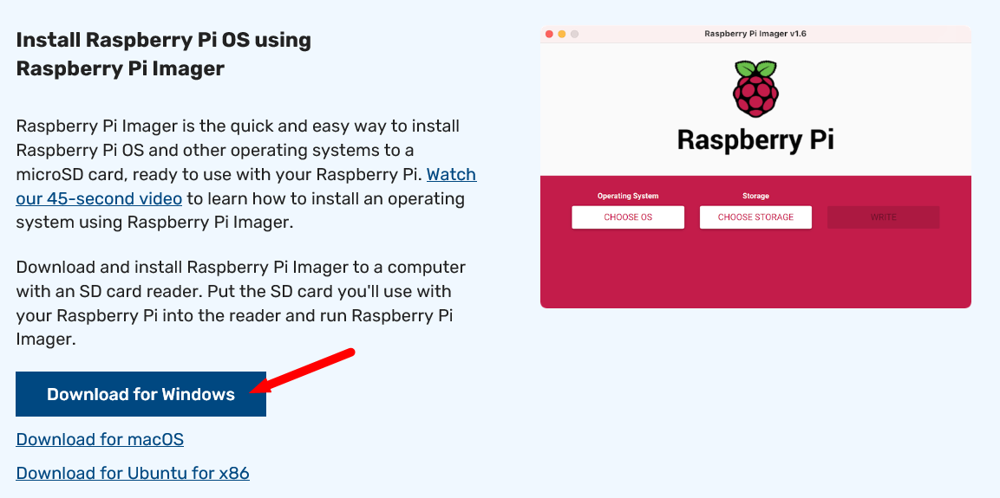 Install Raspberry Pi OS using
Raspberry Pi Imager
Raspberry Pi Imager is the quick and easy way to install
Raspberry Pi OS and other operating systems to a
microSD card, ready to use with your Raspberry Pi. Watch
our 45-second video to learn how to install an operating
system using Raspberry Pi Imager.
Download and install Raspberry Pi Imager to a computer
with an SD card reader. Put the SD card you'll use with
your Raspberry Pi into the reader and run Raspberry Pi
Imager.
Download for Windows
Download for macOS
Download for Ubuntu for x86
Raspberry Pi Imager v1.6
Raspberry Pi
Operating System
Storage
CHOOSE OS
CHOOSE STORAGE
WRITE